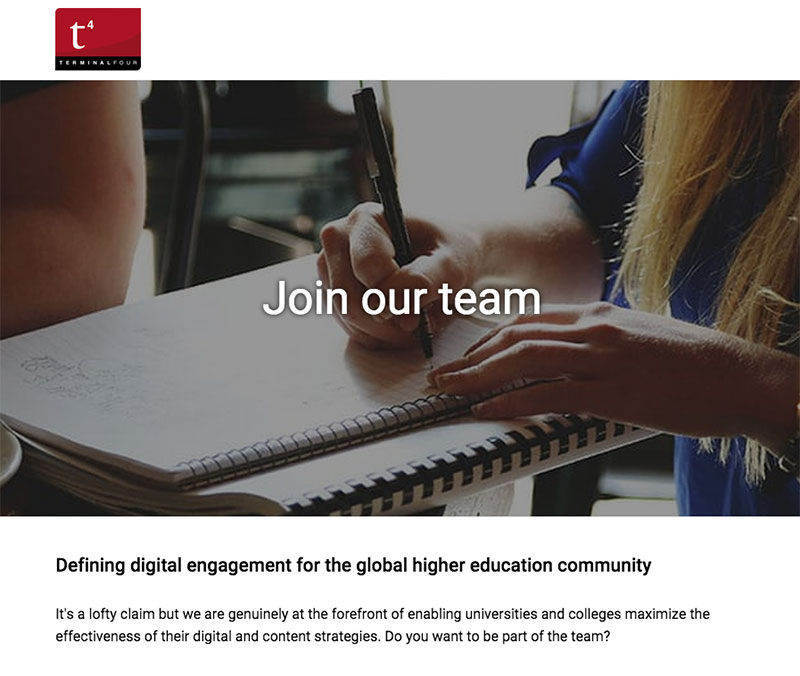 t4
TERMINALFOUR
Join our team
Defining digital engagement for the global higher education community
It's a lofty claim but we are genuinely at the forefront of enabling universities and colleges maximize the
effectiveness of their digital and content strategies. Do you want to be part of the team?